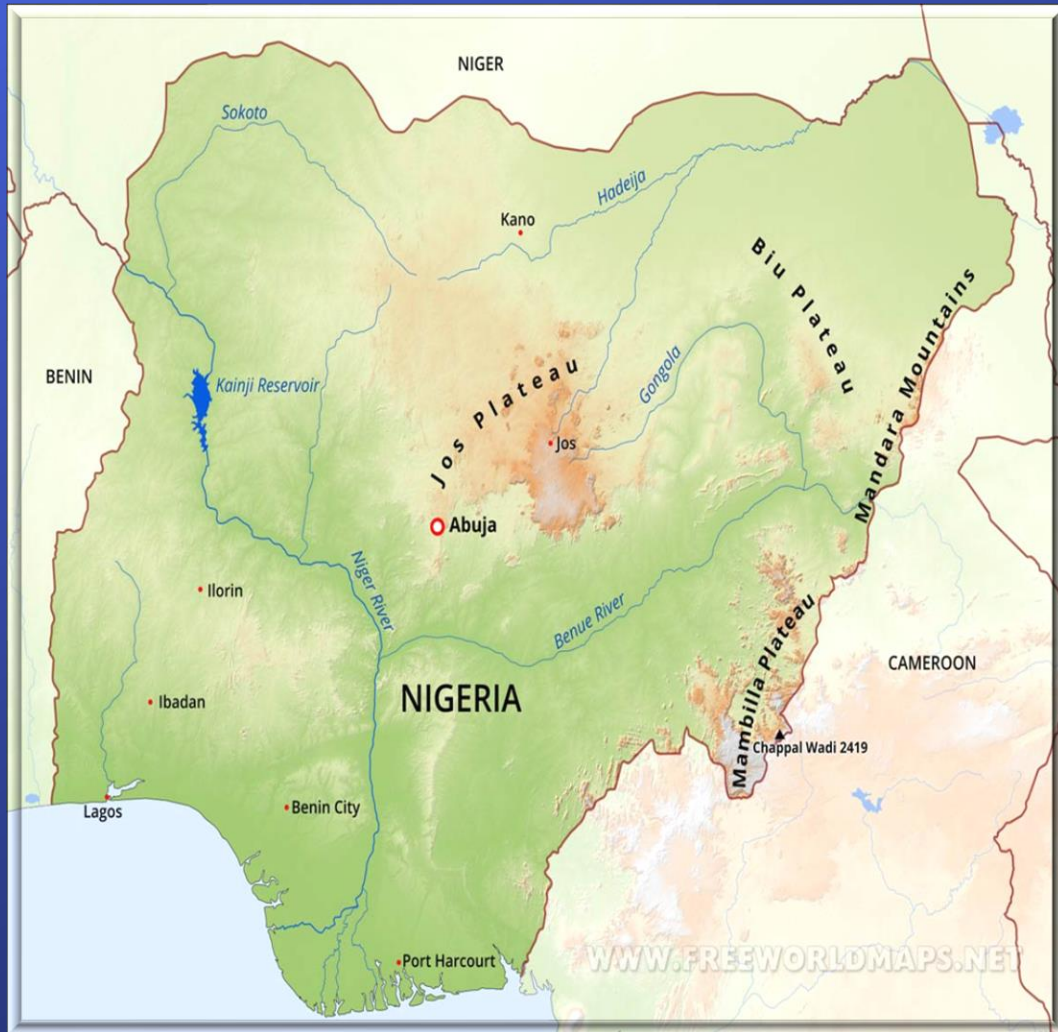 NIGER
Sokoto
Hadeija
Kano
Biu Plateau
Mandara Mountains
BENIN
Kainji Reservoir
Jos Plateau
Gongola
Jos
Abuja
Niger River
Ilorin
Benue River
Mambilla Plateau
CAMEROON
NIGERIA
Ibadan
Chappal Wadi 2419
Lagos
Benin City
Port Harcourt
WWW.FREEWORLDMAPS.NET